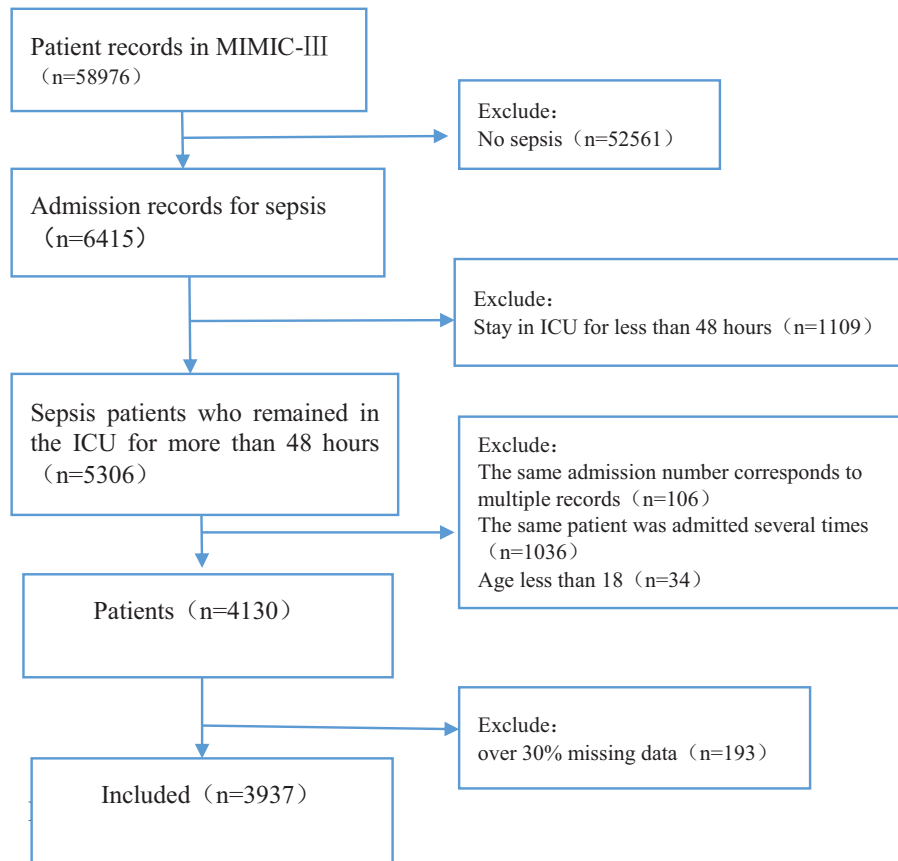 Patient records in MIMIC-Ⅲ
（n=58976）
Exclude：
No sepsis（n=52561）
Admission records for sepsis
（n=6415）
Exclude：
Stay in ICU for less than 48 hours（n=1109）
Sepsis patients who remained in
the ICU for more than 48 hours
（n=5306）
Exclude：
The same admission number corresponds to
multiple records（n=106）
The same patient was admitted several times
（n=1036）
Age less than 18（n=34）
Patients（n=4130）
Exclude：
over 30% missing data（n=193）
Included（n=3937）